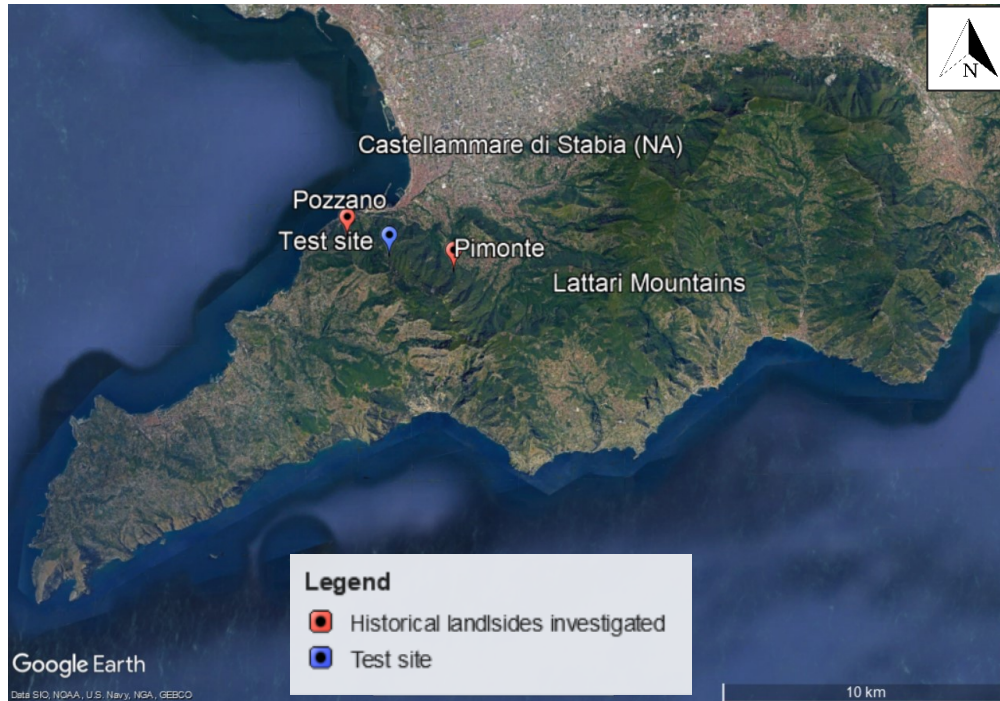 N
Castellammare di Stabia (NA)
Pozzano
Test site
Pimonte
Lattari Mountains
Legend
Historical landlsides investigated
Test site
Google Earth
Data SIO, NOAA, U.S. Navy, NGA, GEBCO
10 km